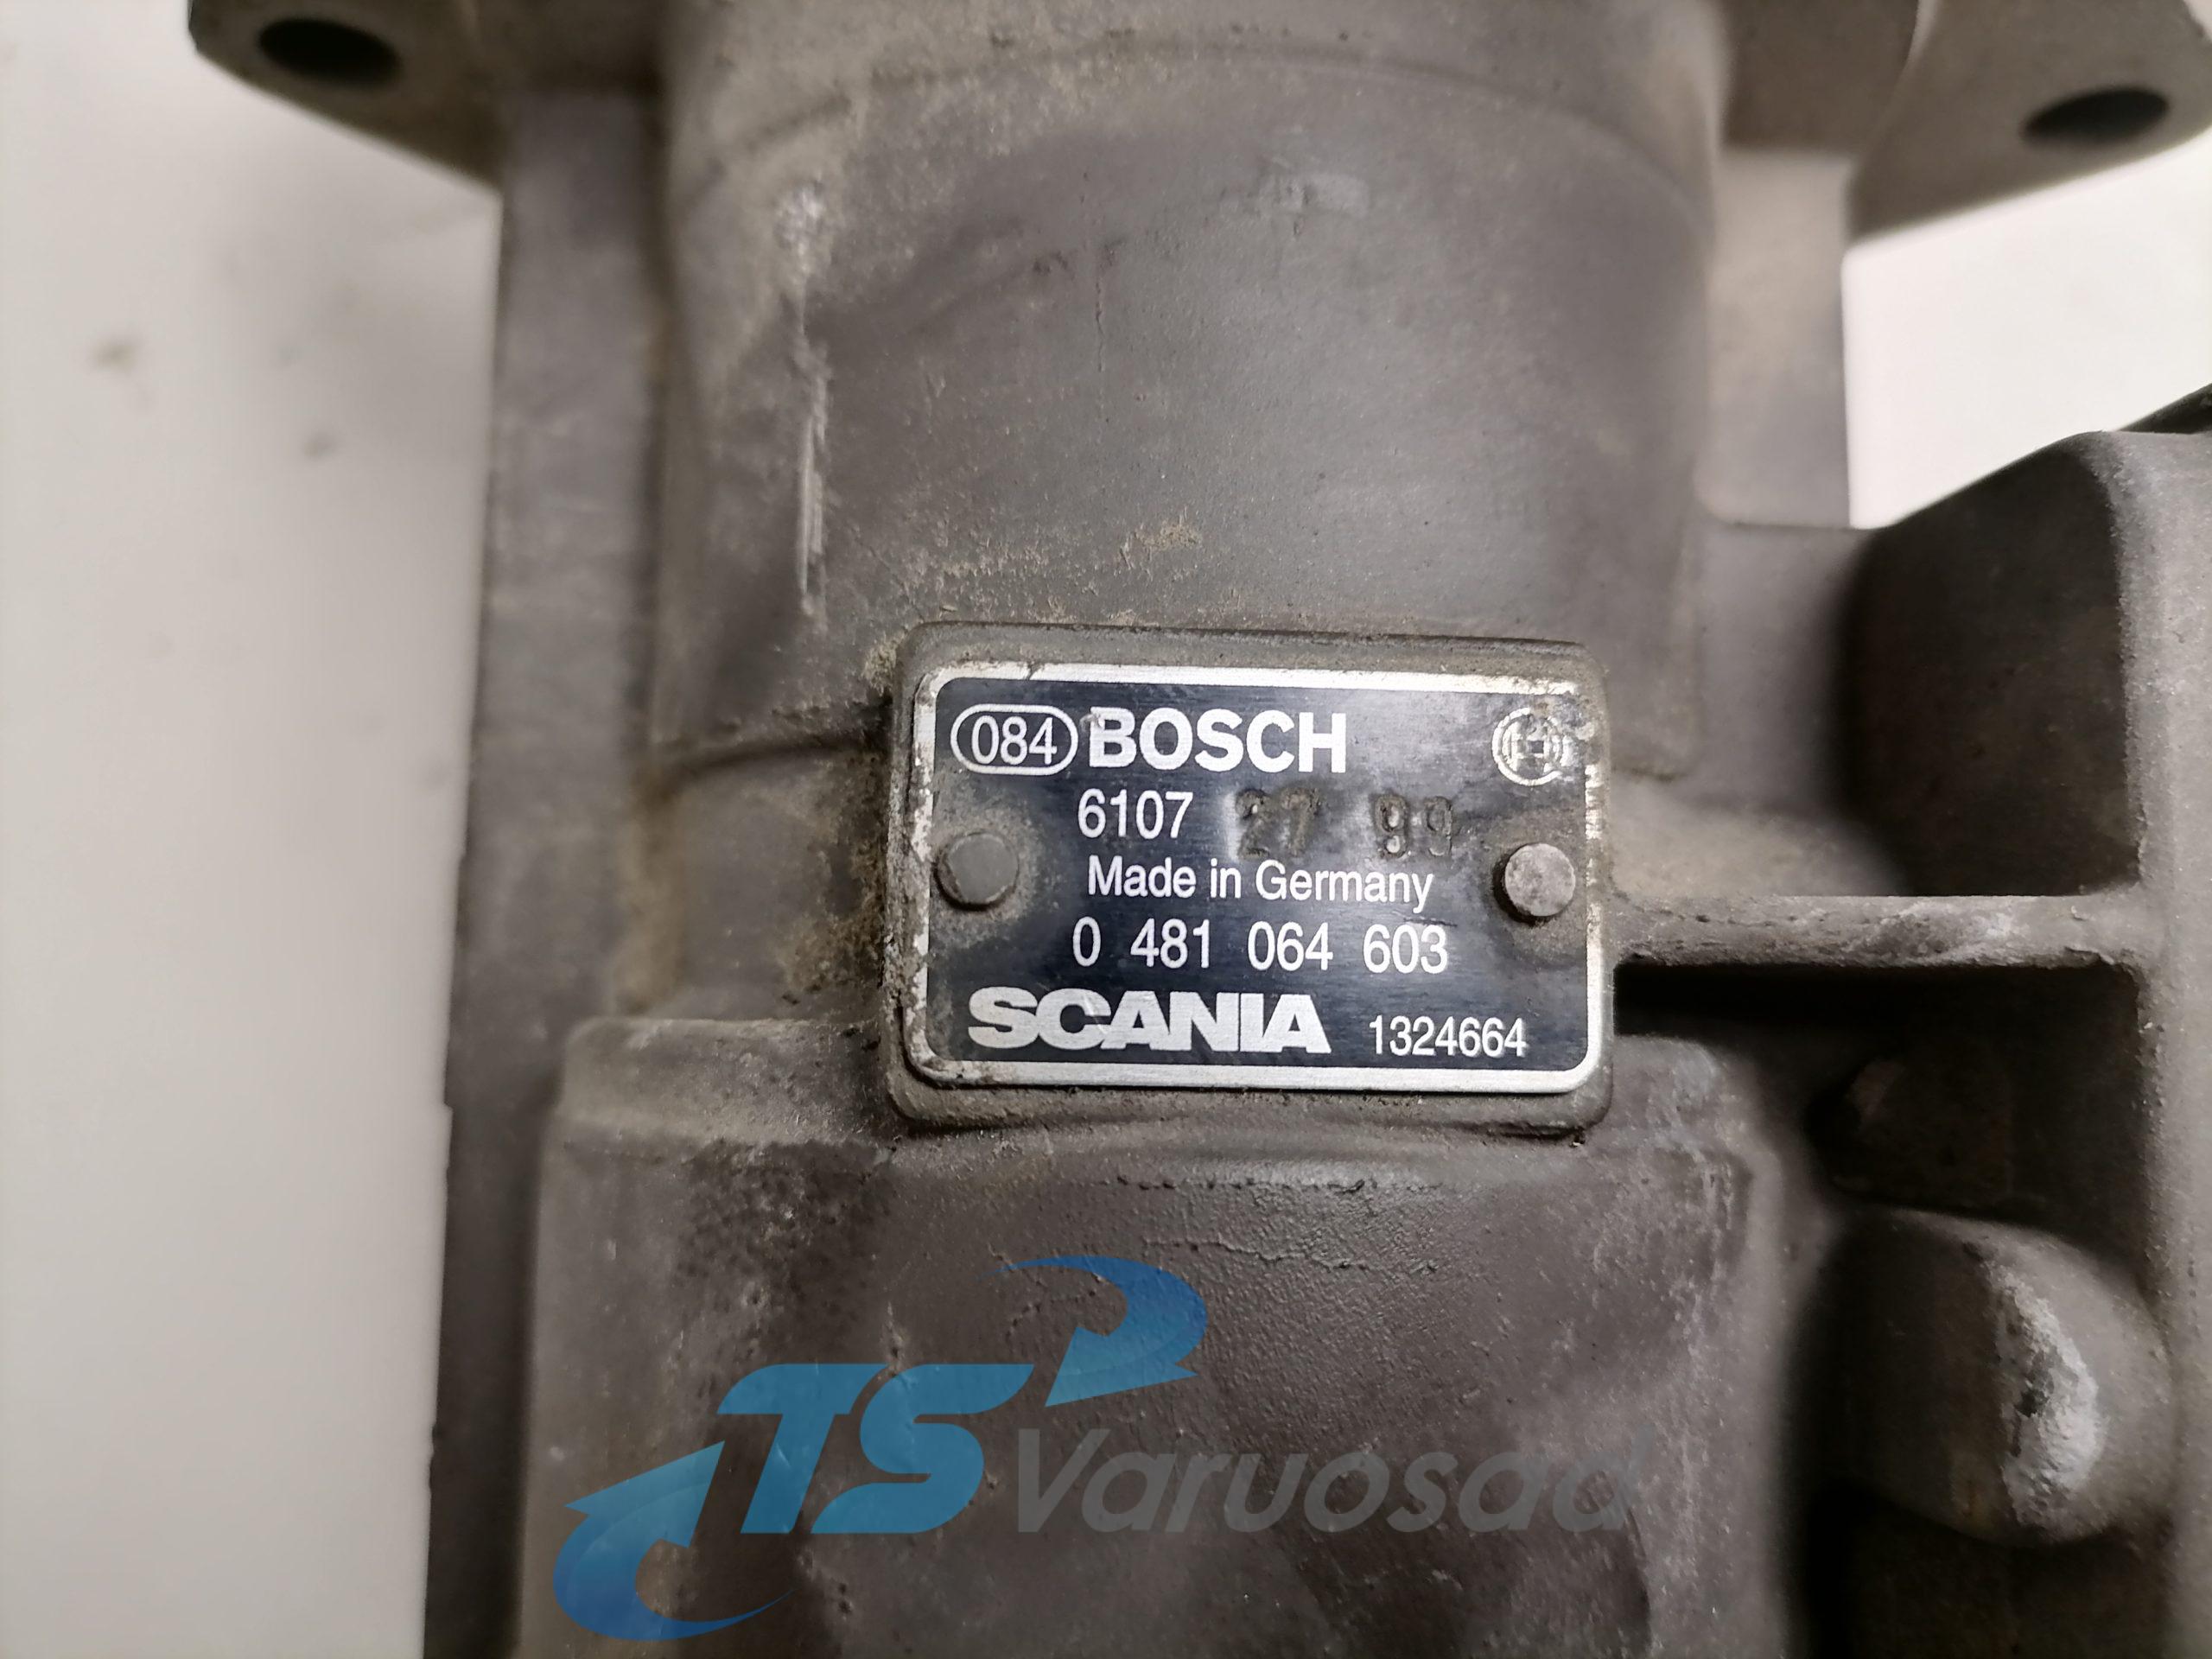 084 BOSCH
6107 27 99
Made in Germany
0 481 064 603
SCANIA 1324664
TS Varuosad